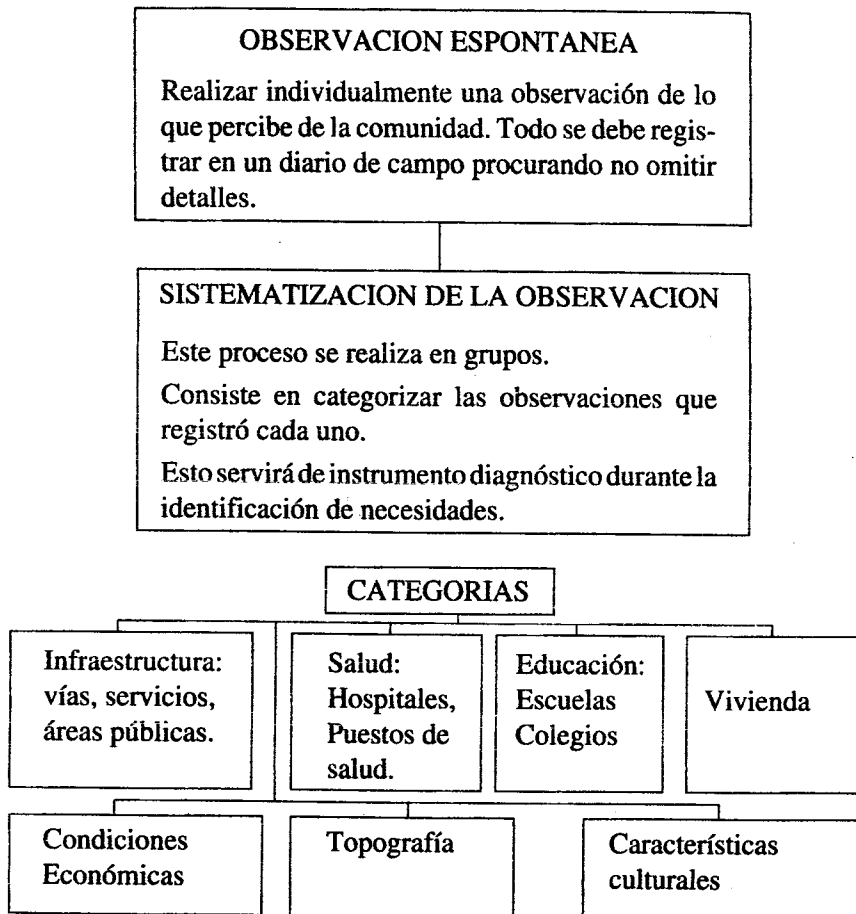 OBSERVACION ESPONTANEA
Realizar individualmente una observación de lo
que percibe de la comunidad. Todo se debe regis-
trar en un diario de campo procurando no omitir
detalles.
SISTEMATIZACION DE LA OBSERVACION
Este proceso se realiza en grupos.
Consiste en categorizar las observaciones que
registró cada uno.
Esto servirá de instrumento diagnóstico durante la
identificación de necesidades.
CATEGORIAS
Infraestructura:
vías, servicios,
áreas públicas.
Salud:
Hospitales,
Puestos de
salud.
Educación:
Escuelas
Colegios
Vivienda
Condiciones
Económicas
Topografía
Características
culturales